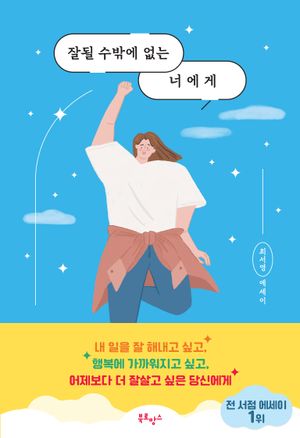 잘될 수밖에 없는
너에게
최서영 에세이
내 일을 잘 해내고 싶고,
행복에 가까워지고 싶고,
어제보다 더 잘살고 싶은 당신에게
전 서점 에세이
1위
북로망스